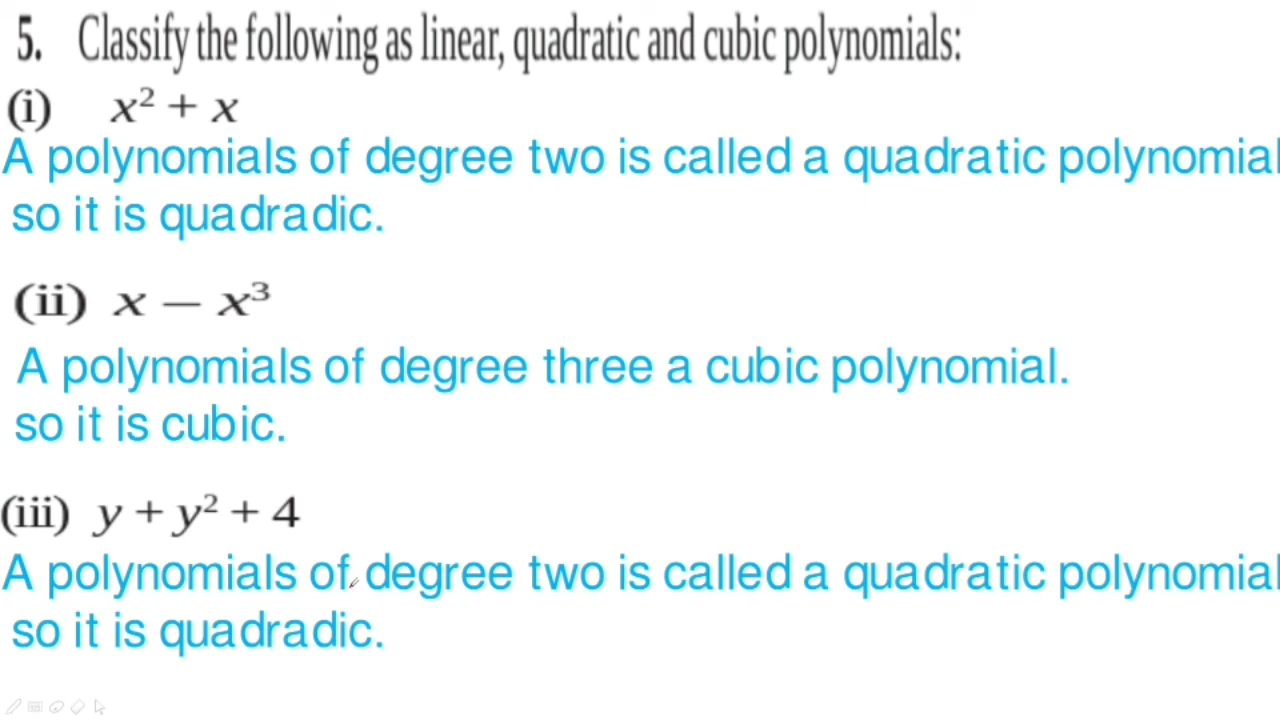 5. Classify the following as linear, quadratic and cubic polynomials:
(i) x² + x
A polynomials of degree two is called a quadratic polynomial
so it is quadradic.
(ii) x − x³
A polynomials of degree three a cubic polynomial.
so it is cubic.
(iii) y + y² + 4
A polynomials of degree two is called a quadratic polynomial
so it is quadradic.